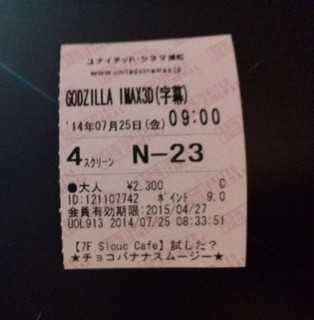 ユナイテッド・シネマ浦和
www.unitedcinemas.jp
GODZILLA IMAX3D(字幕)
'14年07月25日(金) 09:00
4スクリーン N-23
●大人 ¥2,300 C
ID:121107742 ポイント 9.0
会員有効期限:2015/04/27
UOL913 2014/07/25 08:33:51
【7F Slouc Cafe】試した?
★チョコバナナスムージー★